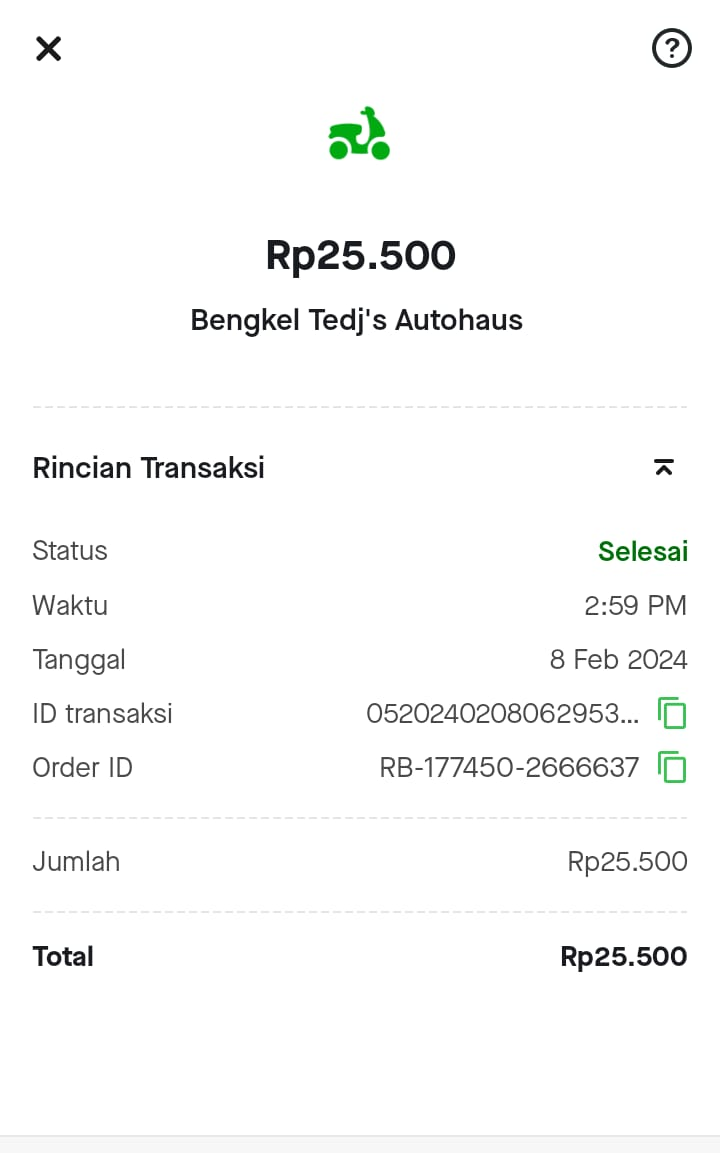 ?
Rp25.500
Bengkel Tedj's Autohaus
Rincian Transaksi
Status Selesai
Waktu 2:59 PM
Tanggal 8 Feb 2024
ID transaksi 0520240208062953...
Order ID RB-177450-2666637
Jumlah Rp25.500
Total Rp25.500